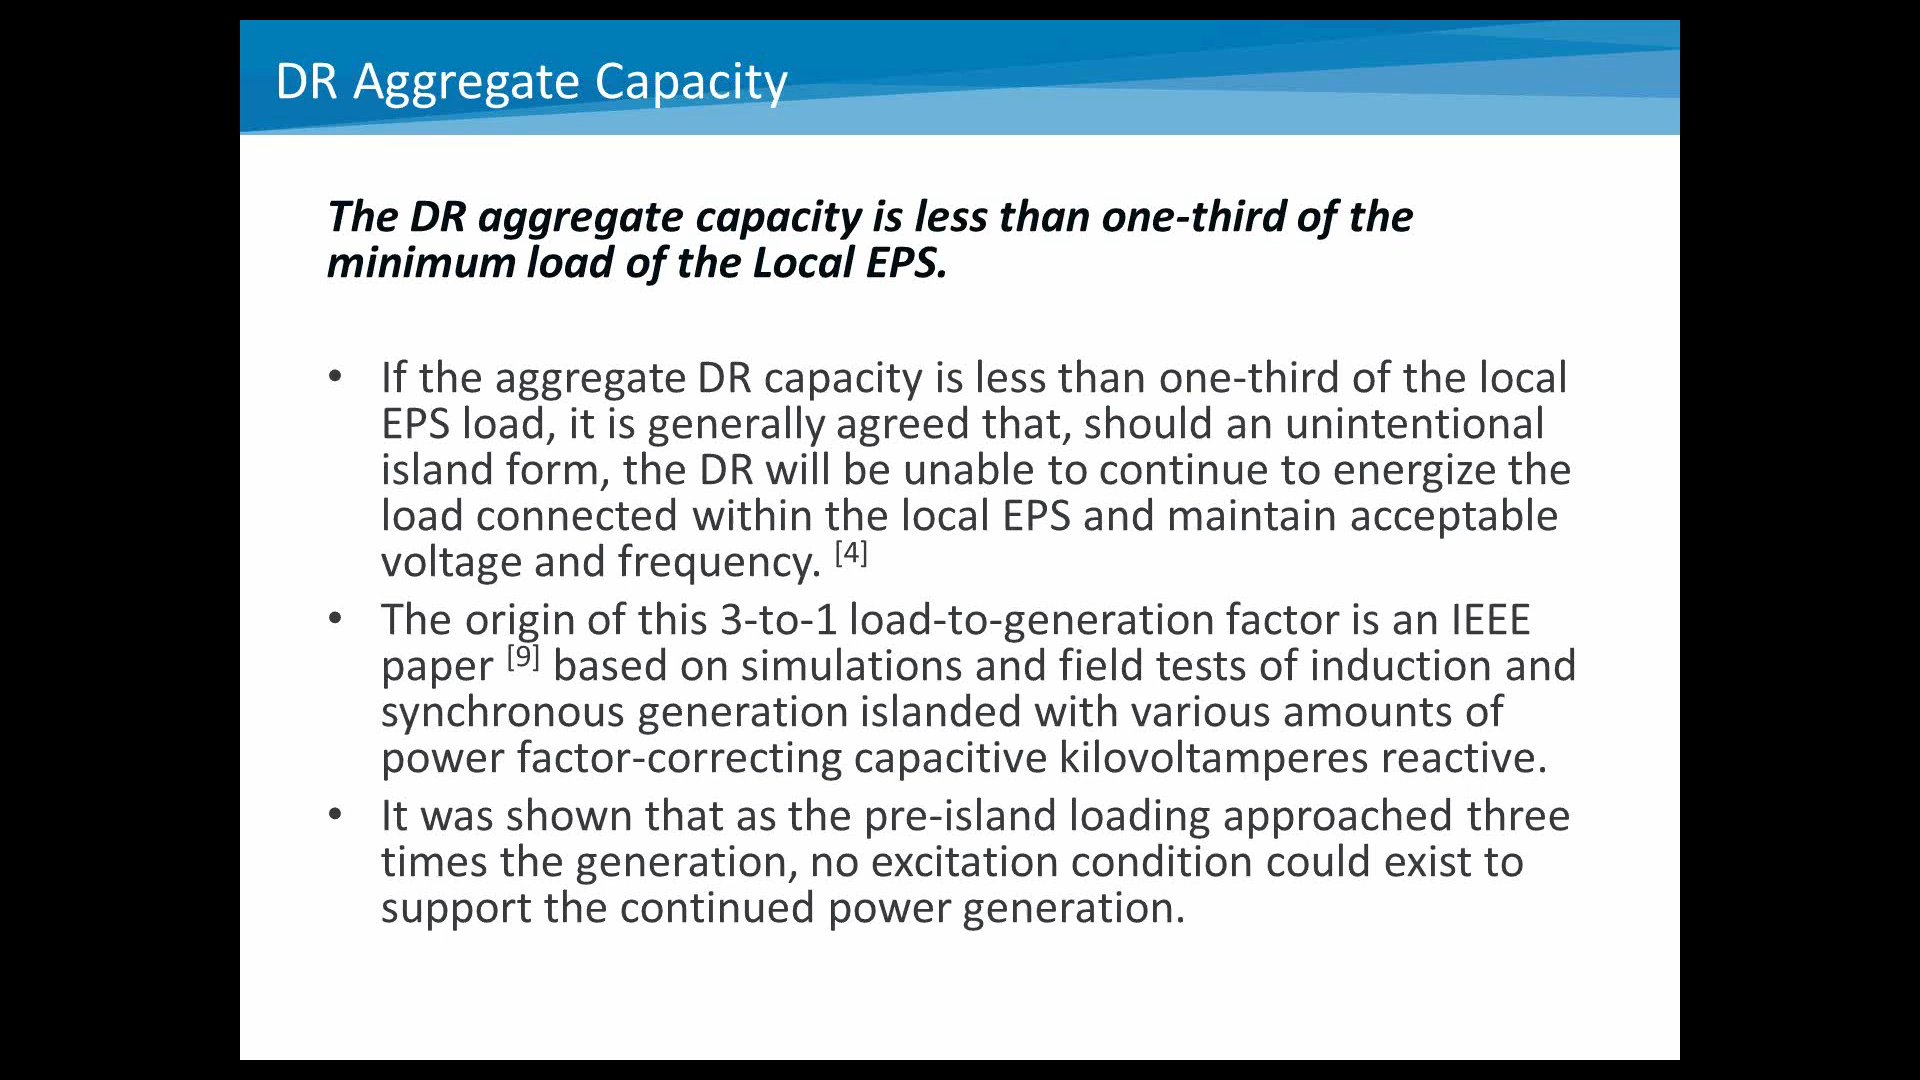 DR Aggregate Capacity
The DR aggregate capacity is less than one-third of the
minimum load of the Local EPS.
• If the aggregate DR capacity is less than one-third of the local
EPS load, it is generally agreed that, should an unintentional
island form, the DR will be unable to continue to energize the
load connected within the local EPS and maintain acceptable
voltage and frequency. [4]
• The origin of this 3-to-1 load-to-generation factor is an IEEE
paper [9] based on simulations and field tests of induction and
synchronous generation islanded with various amounts of
power factor-correcting capacitive kilovoltamperes reactive.
• It was shown that as the pre-island loading approached three
times the generation, no excitation condition could exist to
support the continued power generation.